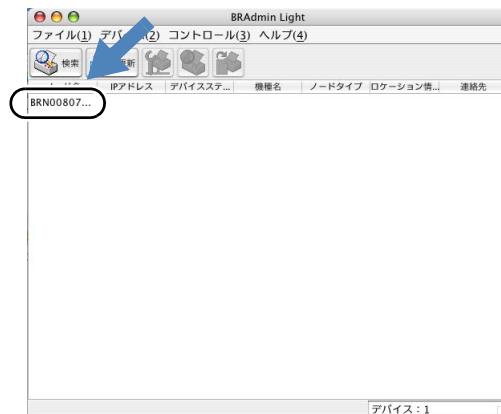 BRAdmin Light
ファイル(1) (2) コントロール(3) ヘルプ(4)
検索 更新
IPアドレス デバイスステ... 機種名 ノードタイプ ロケーション情... 連絡先
BRN00807...
デバイス：1